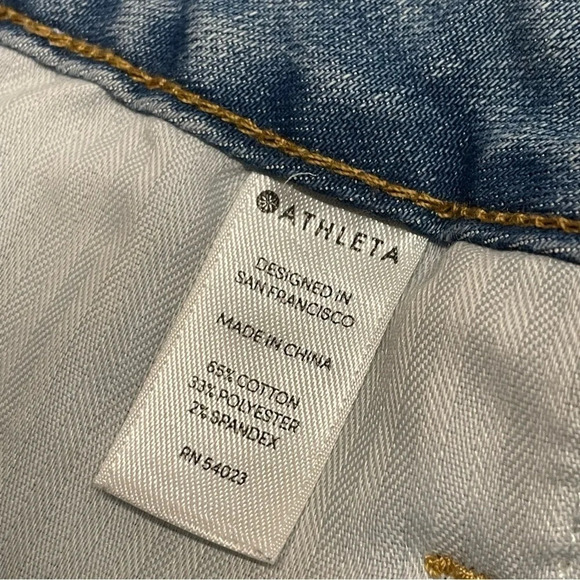 ATHLETA
DESIGNED IN
SAN FRANCISCO
MADE IN CHINA
65% COTTON
33% POLYESTER
2% SPANDEX
RN 54023